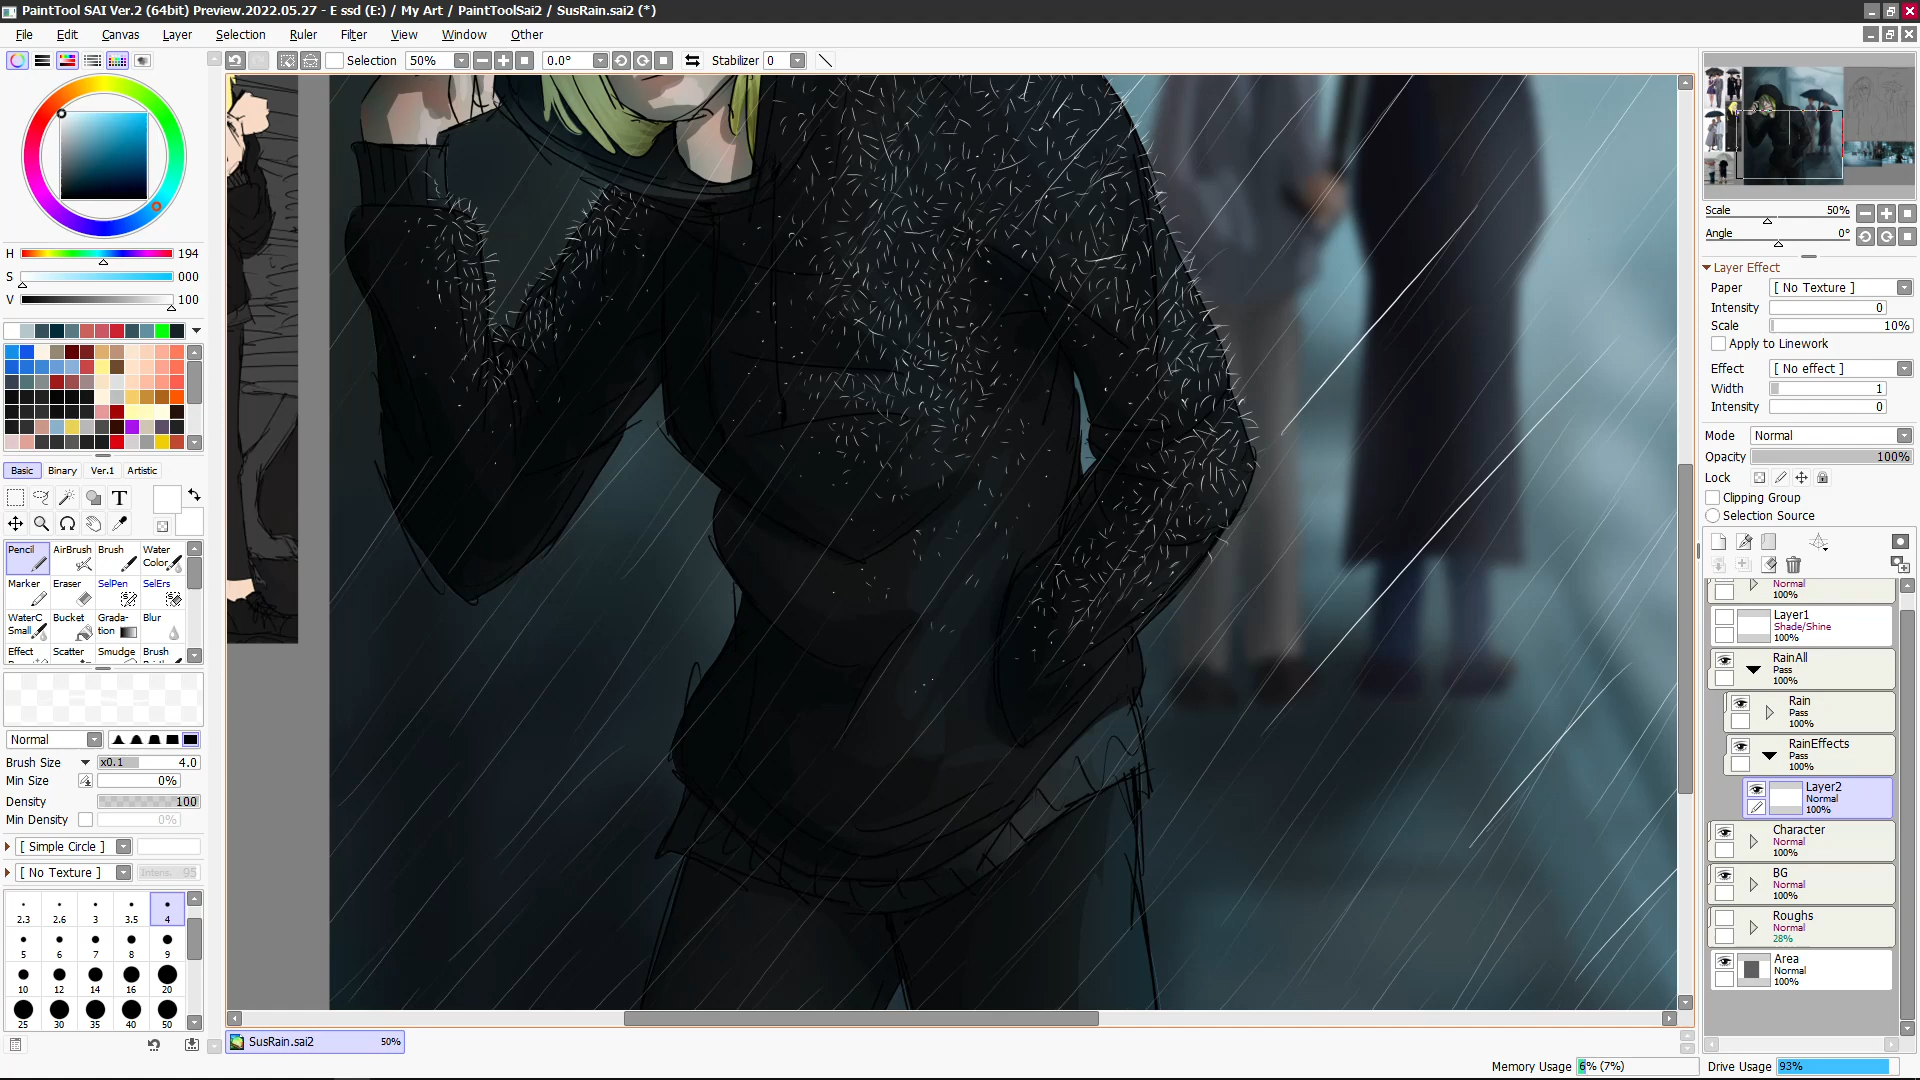 PaintTool SAI Ver.2 (64bit) Preview.2022.05.27 - E ssd (E:) / My Art / PaintToolSai2 / SusRain.sai2 (*)
File Edit Canvas Layer Selection Ruler Filter View Window Other
Selection 50% 0.0° Stabilizer 0
H 194
S 000
V 100
Basic Binary Ver.1 Artistic
T
Pencil AirBrush Brush Water Color
Marker Eraser SelPen SelErs
WaterC Small Bucket Grada-tion Blur
Effect Scatter Smudge Brush
Normal
Brush Size x0.1 4.0
Min Size 0%
Density 100
Min Density 0%
[ Simple Circle ]
[ No Texture ] Intens. 95
2.3 2.6 3 3.5 4
5 6 7 8 9
10 12 14 16 20
25 30 35 40 50
SusRain.sai2 50%
Scale 50%
Angle 0°
Layer Effect
Paper [ No Texture ]
Intensity 0
Scale 10%
Apply to Linework
Effect [ No effect ]
Width 1
Intensity 0
Mode Normal
Opacity 100%
Lock
Clipping Group
Selection Source
Normal
100%
Layer1
Shade/Shine
100%
RainAll
Pass
100%
Rain
Pass
100%
RainEffects
Pass
100%
Layer2
Normal
100%
Character
Normal
100%
BG
Normal
100%
Roughs
Normal
28%
Area
Normal
100%
Memory Usage 6% (7%) Drive Usage 93%